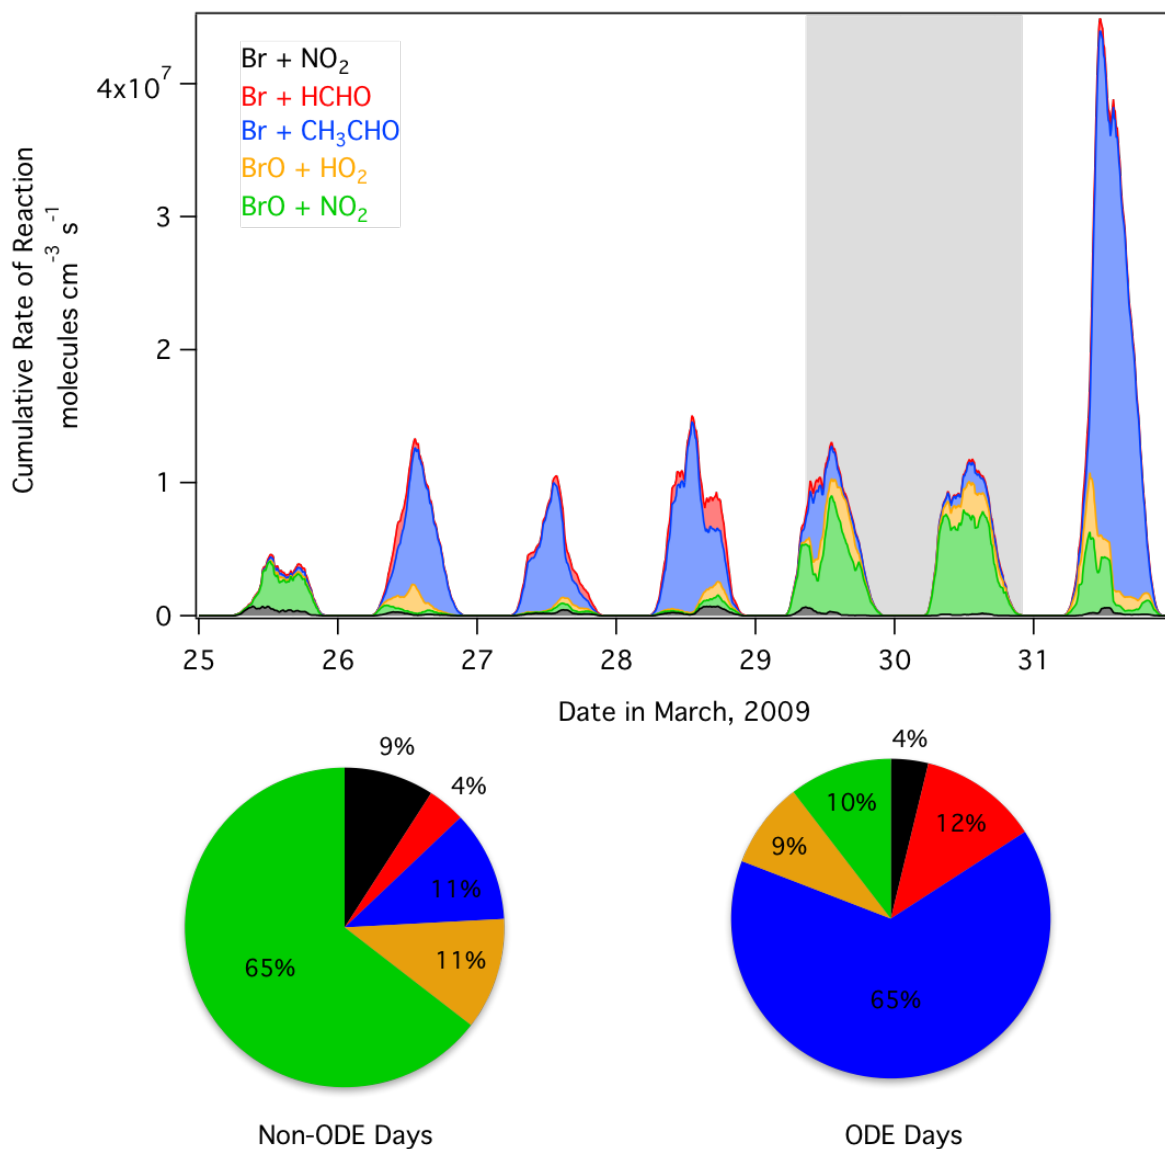 Br + NO₂
Br + HCHO
Br + CH₃CHO
BrO + HO₂
BrO + NO₂
Cumulative Rate of Reaction
molecules cm⁻³ s⁻¹
4x10⁷
3
2
1
0
25 26 27 28 29 30 31
Date in March, 2009
9%
4%
11%
11%
65%
Non-ODE Days
4%
12%
65%
9%
10%
ODE Days